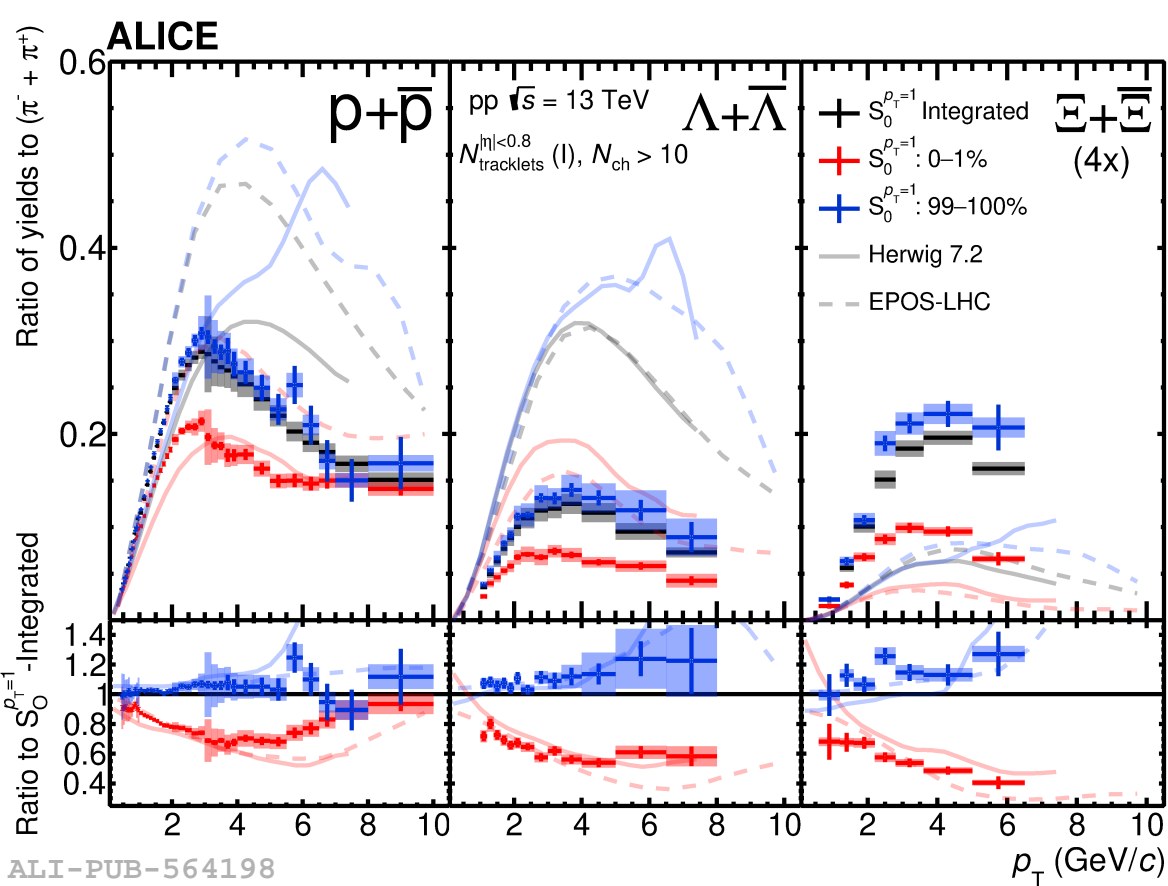 ALICE
Ratio of yields to (π⁻ + π⁺)
0.6
0.4
0.2
p+p̅
pp √s = 13 TeV
Λ+Λ̅
N_tracklets^|η|<0.8 (I), N_ch > 10
S_0^{p_T=1} Integrated
S_0^{p_T=1}: 0–1%
S_0^{p_T=1}: 99–100%
Herwig 7.2
EPOS-LHC
Ξ+Ξ̅
(4x)
Ratio to S_O^{p_T=1}-Integrated
1.4
1.2
1
0.8
0.6
0.4
2 4 6 8 10
2 4 6 8 10
2 4 6 8 10
p_T (GeV/c)
ALI-PUB-564198